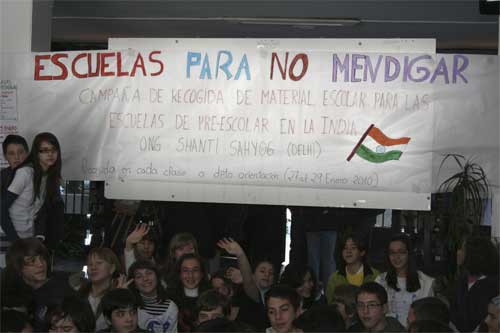 ESCUELAS PARA NO MENDIGAR
CAMPAÑA DE RECOGIDA DE MATERIAL ESCOLAR PARA LAS
ESCUELAS DE PRE-ESCOLAR EN LA INDIA
ONG SHANTI SAHYOG (DELHI)
Recogida en cada clase o dpto. orientación (27 al 29 Enero 2010)